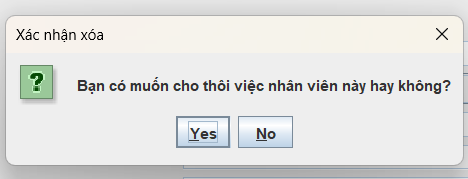 Xác nhận xóa
?
Bạn có muốn cho thôi việc nhân viên này hay không?
Yes No